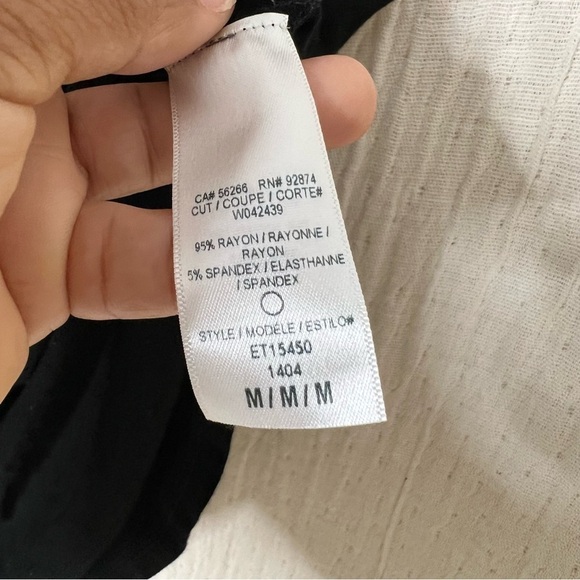 CA# 56266 RN# 92874
CUT / COUPE / CORTE#
W042439
95% RAYON / RAYONNE /
RAYON
5% SPANDEX / ELASTHANNE
/ SPANDEX
STYLE / MODÈLE / ESTILO#
ET15450
1404
M / M / M